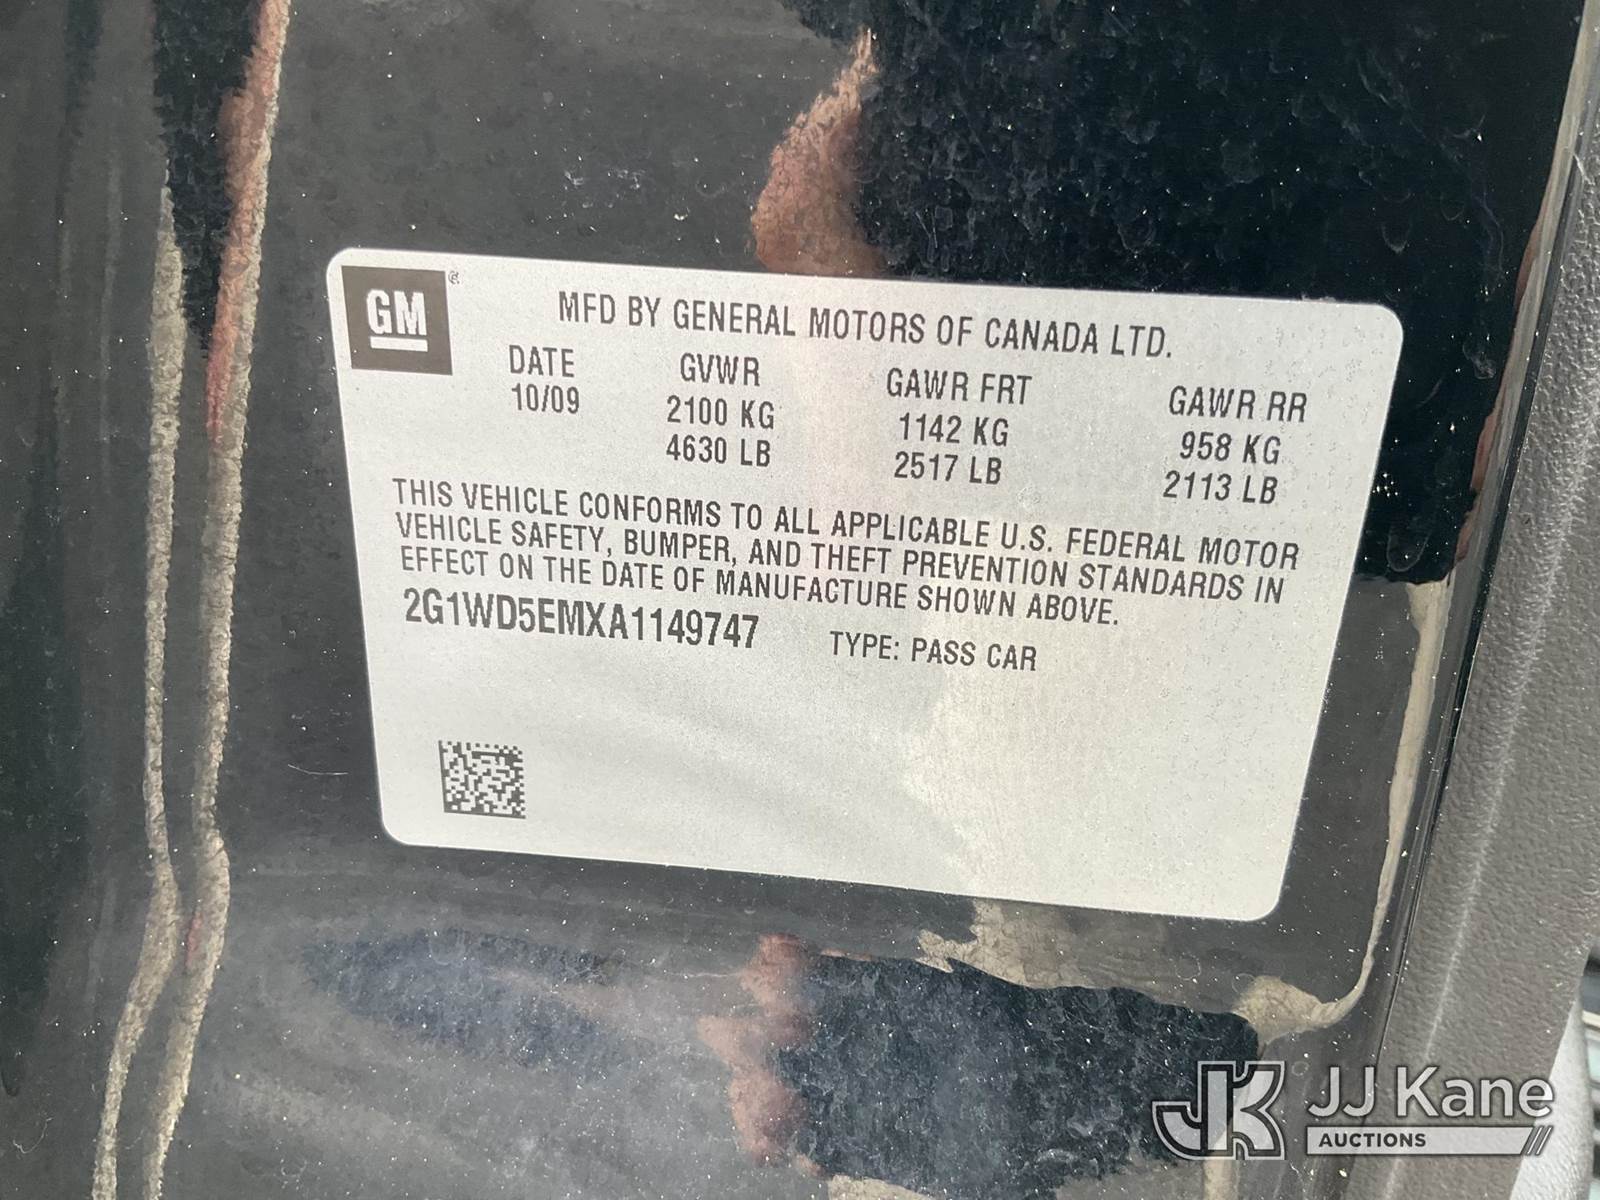 GM
MFD BY GENERAL MOTORS OF CANADA LTD.
DATE GVWR GAWR FRT GAWR RR
10/09 2100 KG 1142 KG 958 KG
4630 LB 2517 LB 2113 LB
THIS VEHICLE CONFORMS TO ALL APPLICABLE U.S. FEDERAL MOTOR
VEHICLE SAFETY, BUMPER, AND THEFT PREVENTION STANDARDS IN
EFFECT ON THE DATE OF MANUFACTURE SHOWN ABOVE.
2G1WD5EMXA1149747 TYPE: PASS CAR
JK JJ Kane
AUCTIONS